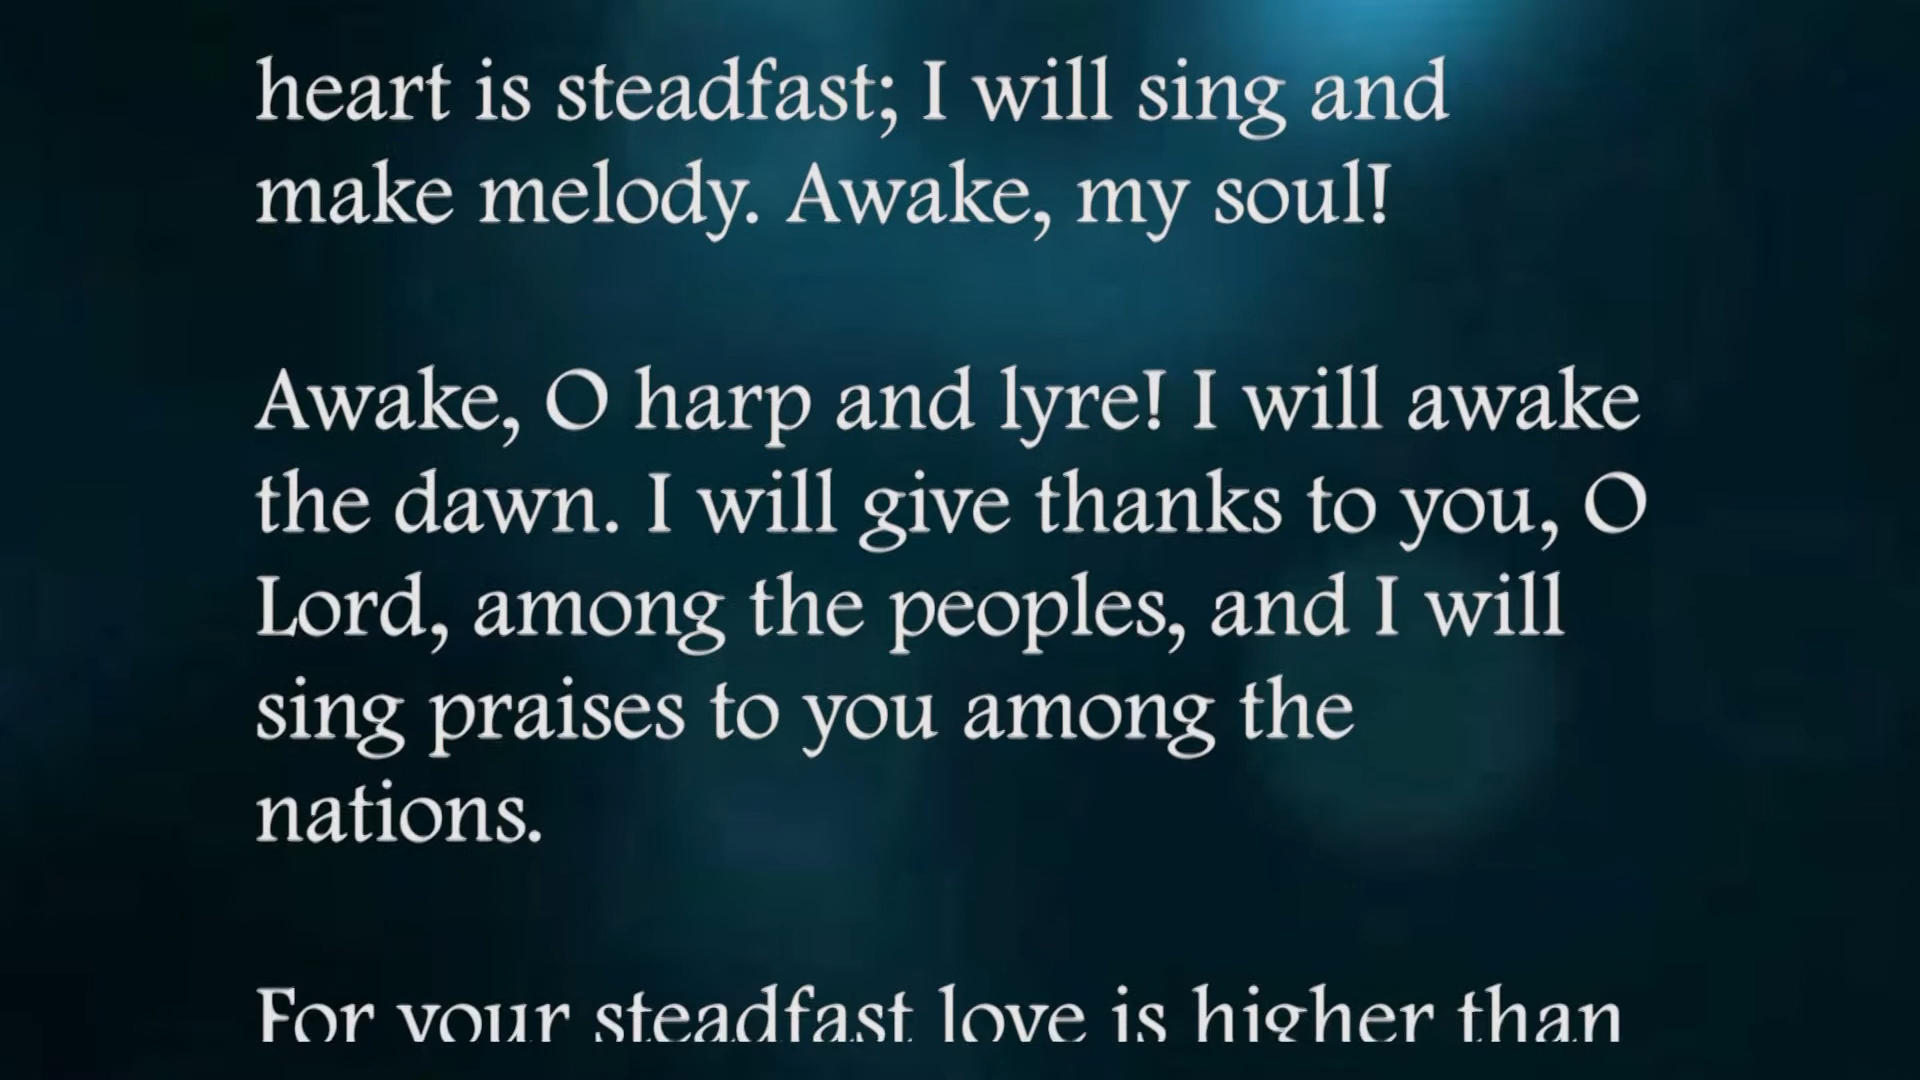 heart is steadfast; I will sing and
make melody. Awake, my soul!
Awake, O harp and lyre! I will awake
the dawn. I will give thanks to you, O
Lord, among the peoples, and I will
sing praises to you among the
nations.
For your steadfast love is higher than